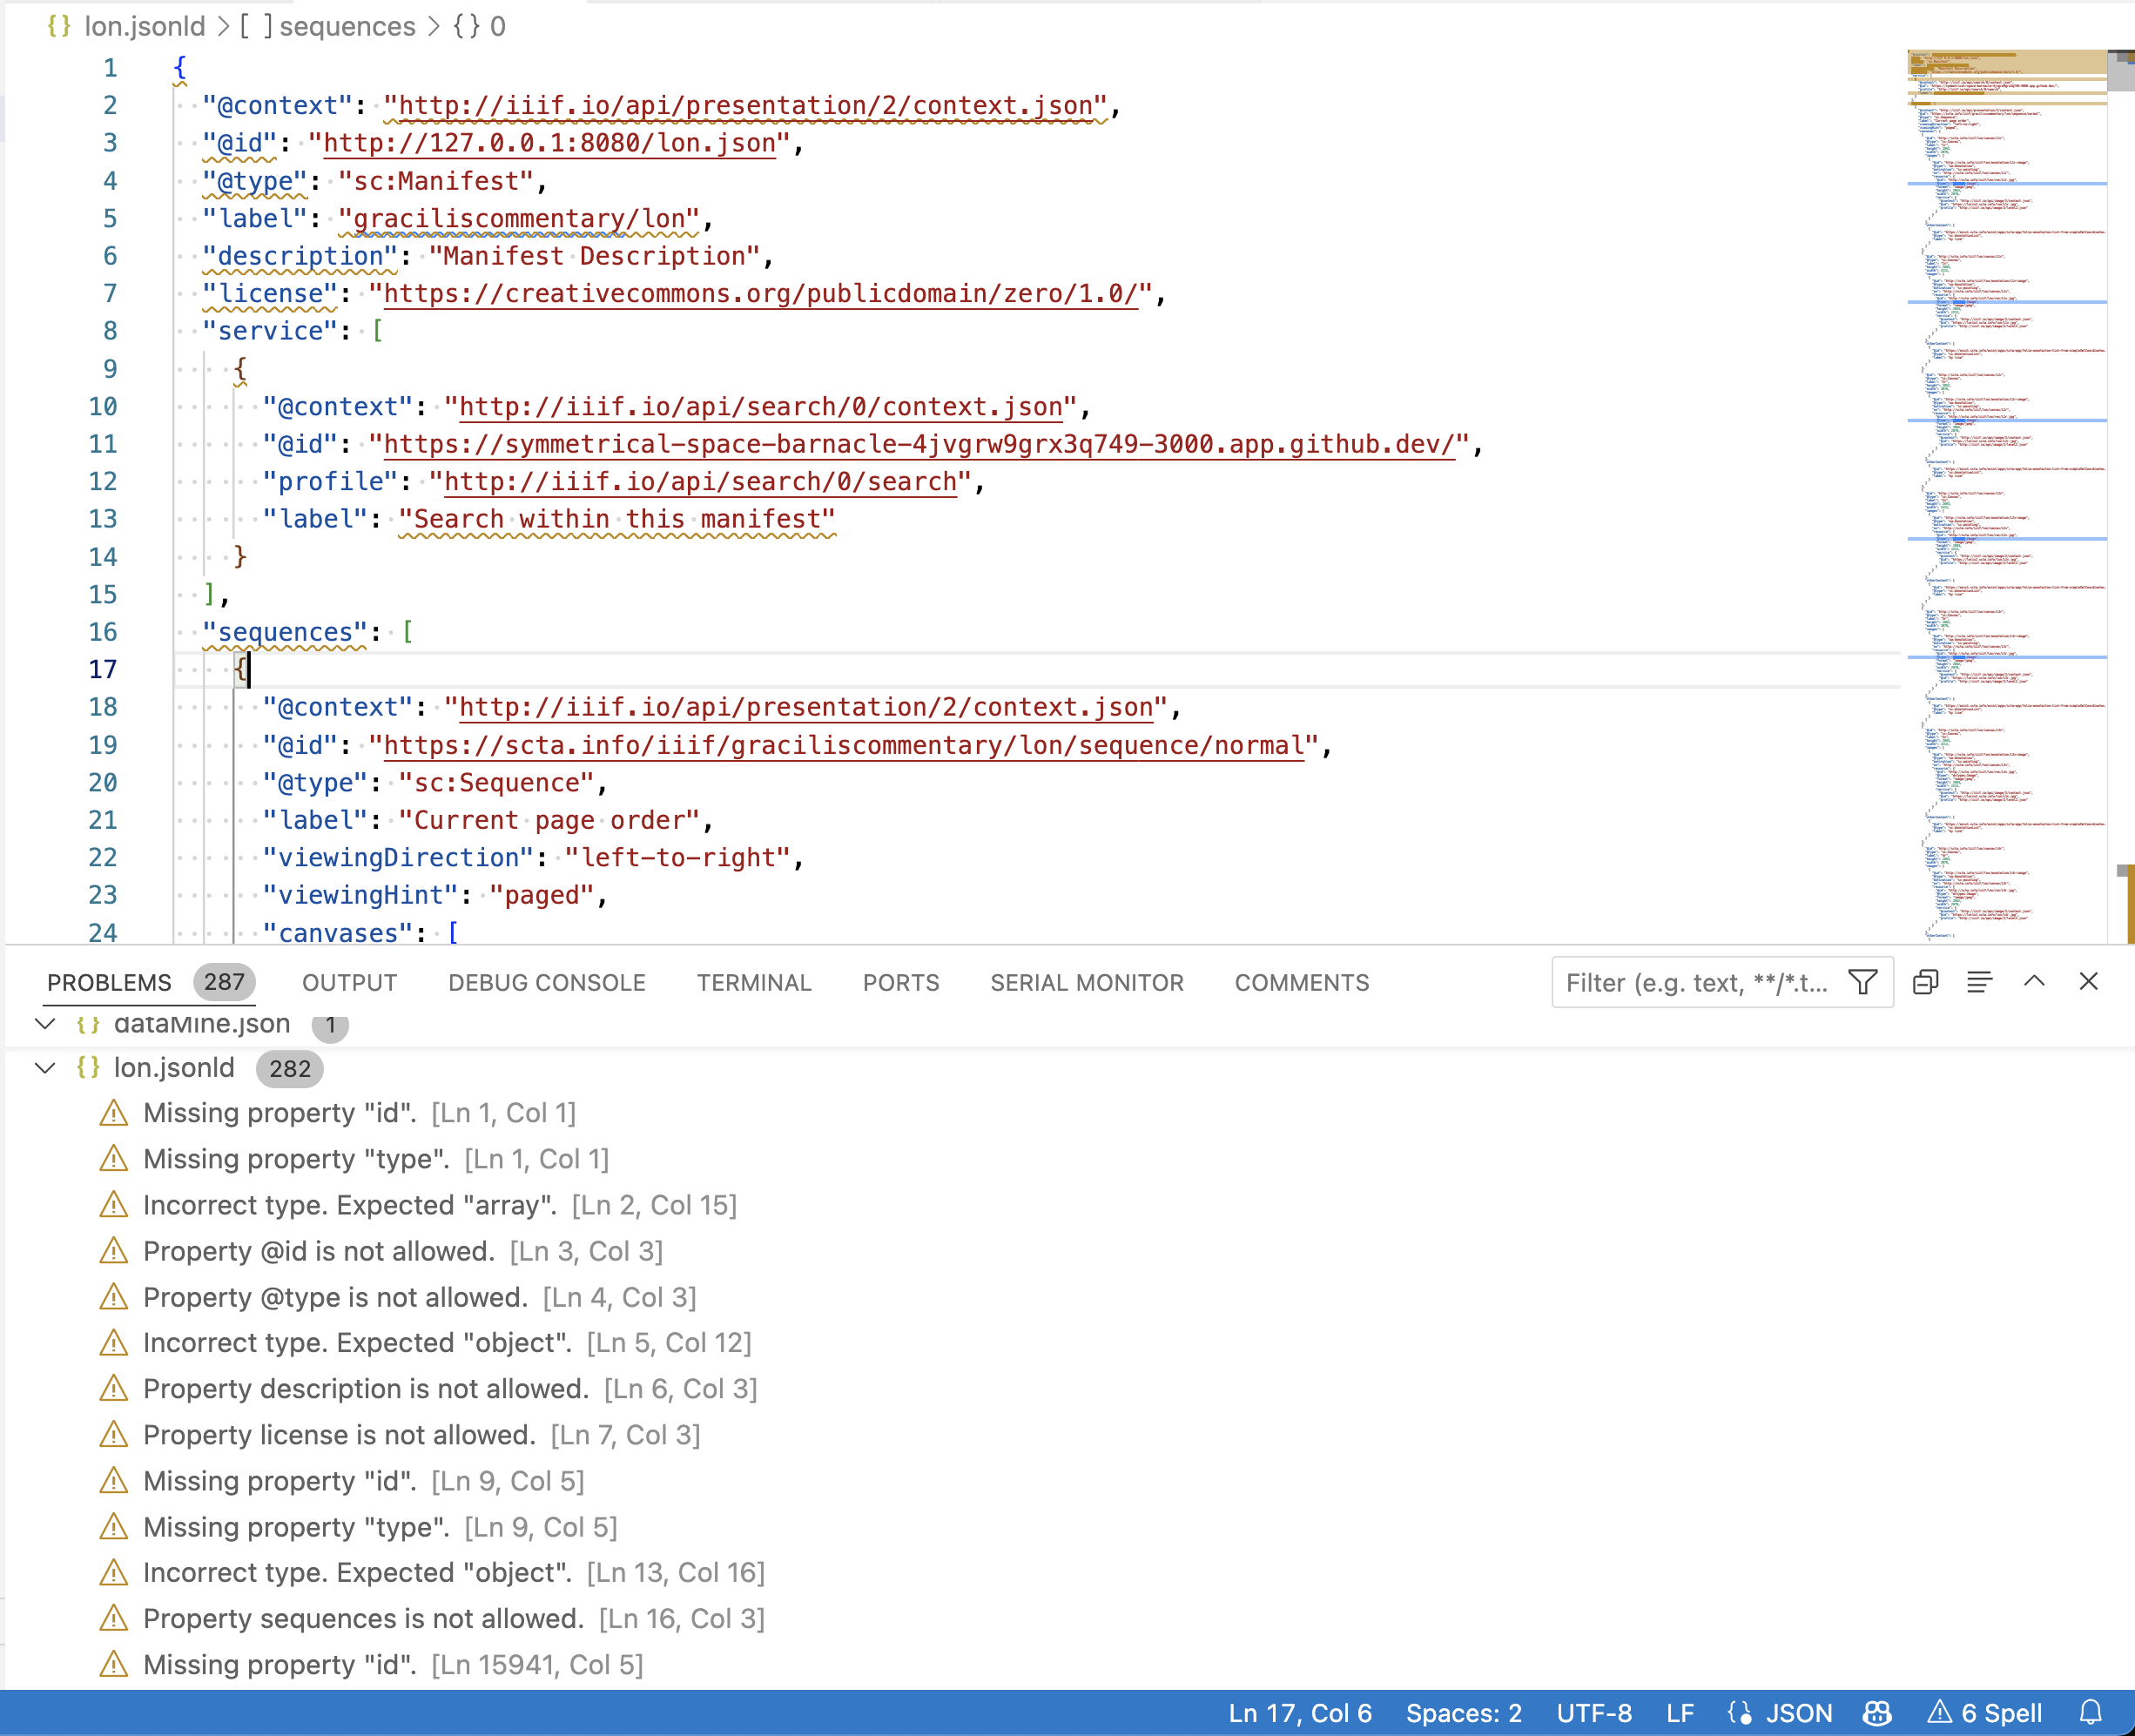 {} lon.jsonld > [ ] sequences > {} 0
1 {
2 "@context": "http://iiif.io/api/presentation/2/context.json",
3 "@id": "http://127.0.0.1:8080/lon.json",
4 "@type": "sc:Manifest",
5 "label": "graciliscommentary/lon",
6 "description": "Manifest Description",
7 "license": "https://creativecommons.org/publicdomain/zero/1.0/",
8 "service": [
9 {
10 "@context": "http://iiif.io/api/search/0/context.json",
11 "@id": "https://symmetrical-space-barnacle-4jvgrw9grx3q749-3000.app.github.dev/",
12 "profile": "http://iiif.io/api/search/0/search",
13 "label": "Search within this manifest"
14 }
15 ],
16 "sequences": [
17 {
18 "@context": "http://iiif.io/api/presentation/2/context.json",
19 "@id": "https://scta.info/iiif/graciliscommentary/lon/sequence/normal",
20 "@type": "sc:Sequence",
21 "label": "Current page order",
22 "viewingDirection": "left-to-right",
23 "viewingHint": "paged",
24 "canvases": [
PROBLEMS 287 OUTPUT DEBUG CONSOLE TERMINAL PORTS SERIAL MONITOR COMMENTS Filter (e.g. text, **/*.t...
{} dataMine.json 1
{} lon.jsonld 282
Missing property "id". [Ln 1, Col 1]
Missing property "type". [Ln 1, Col 1]
Incorrect type. Expected "array". [Ln 2, Col 15]
Property @id is not allowed. [Ln 3, Col 3]
Property @type is not allowed. [Ln 4, Col 3]
Incorrect type. Expected "object". [Ln 5, Col 12]
Property description is not allowed. [Ln 6, Col 3]
Property license is not allowed. [Ln 7, Col 3]
Missing property "id". [Ln 9, Col 5]
Missing property "type". [Ln 9, Col 5]
Incorrect type. Expected "object". [Ln 13, Col 16]
Property sequences is not allowed. [Ln 16, Col 3]
Missing property "id". [Ln 15941, Col 5]
Ln 17, Col 6 Spaces: 2 UTF-8 LF JSON 6 Spell